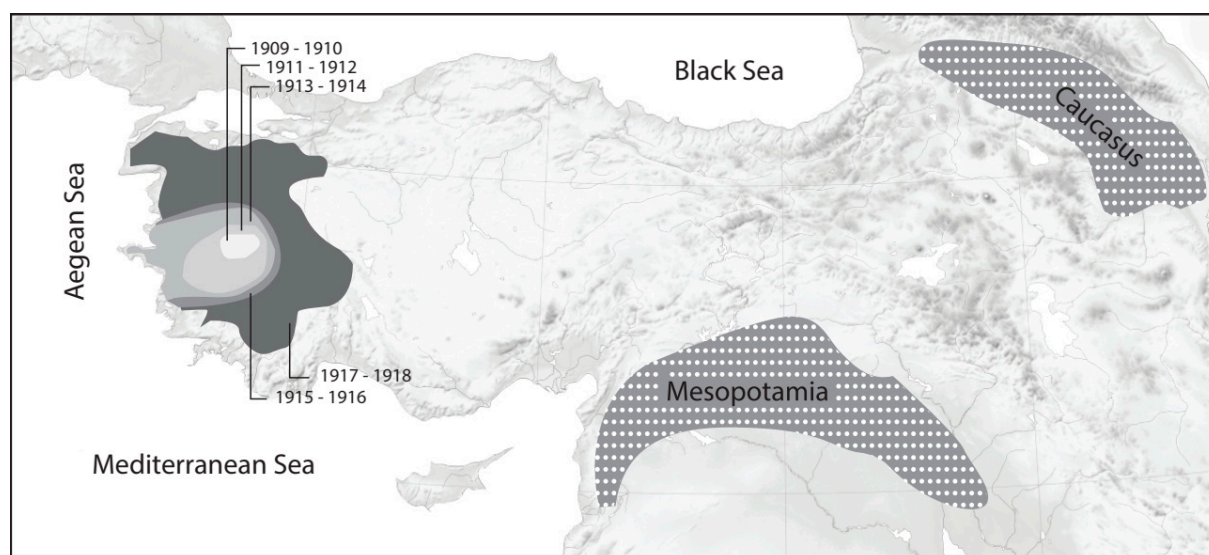 1909 - 1910
1911 - 1912
1913 - 1914
Black Sea
Caucasus
Aegean Sea
1917 - 1918
1915 - 1916
Mesopotamia
Mediterranean Sea